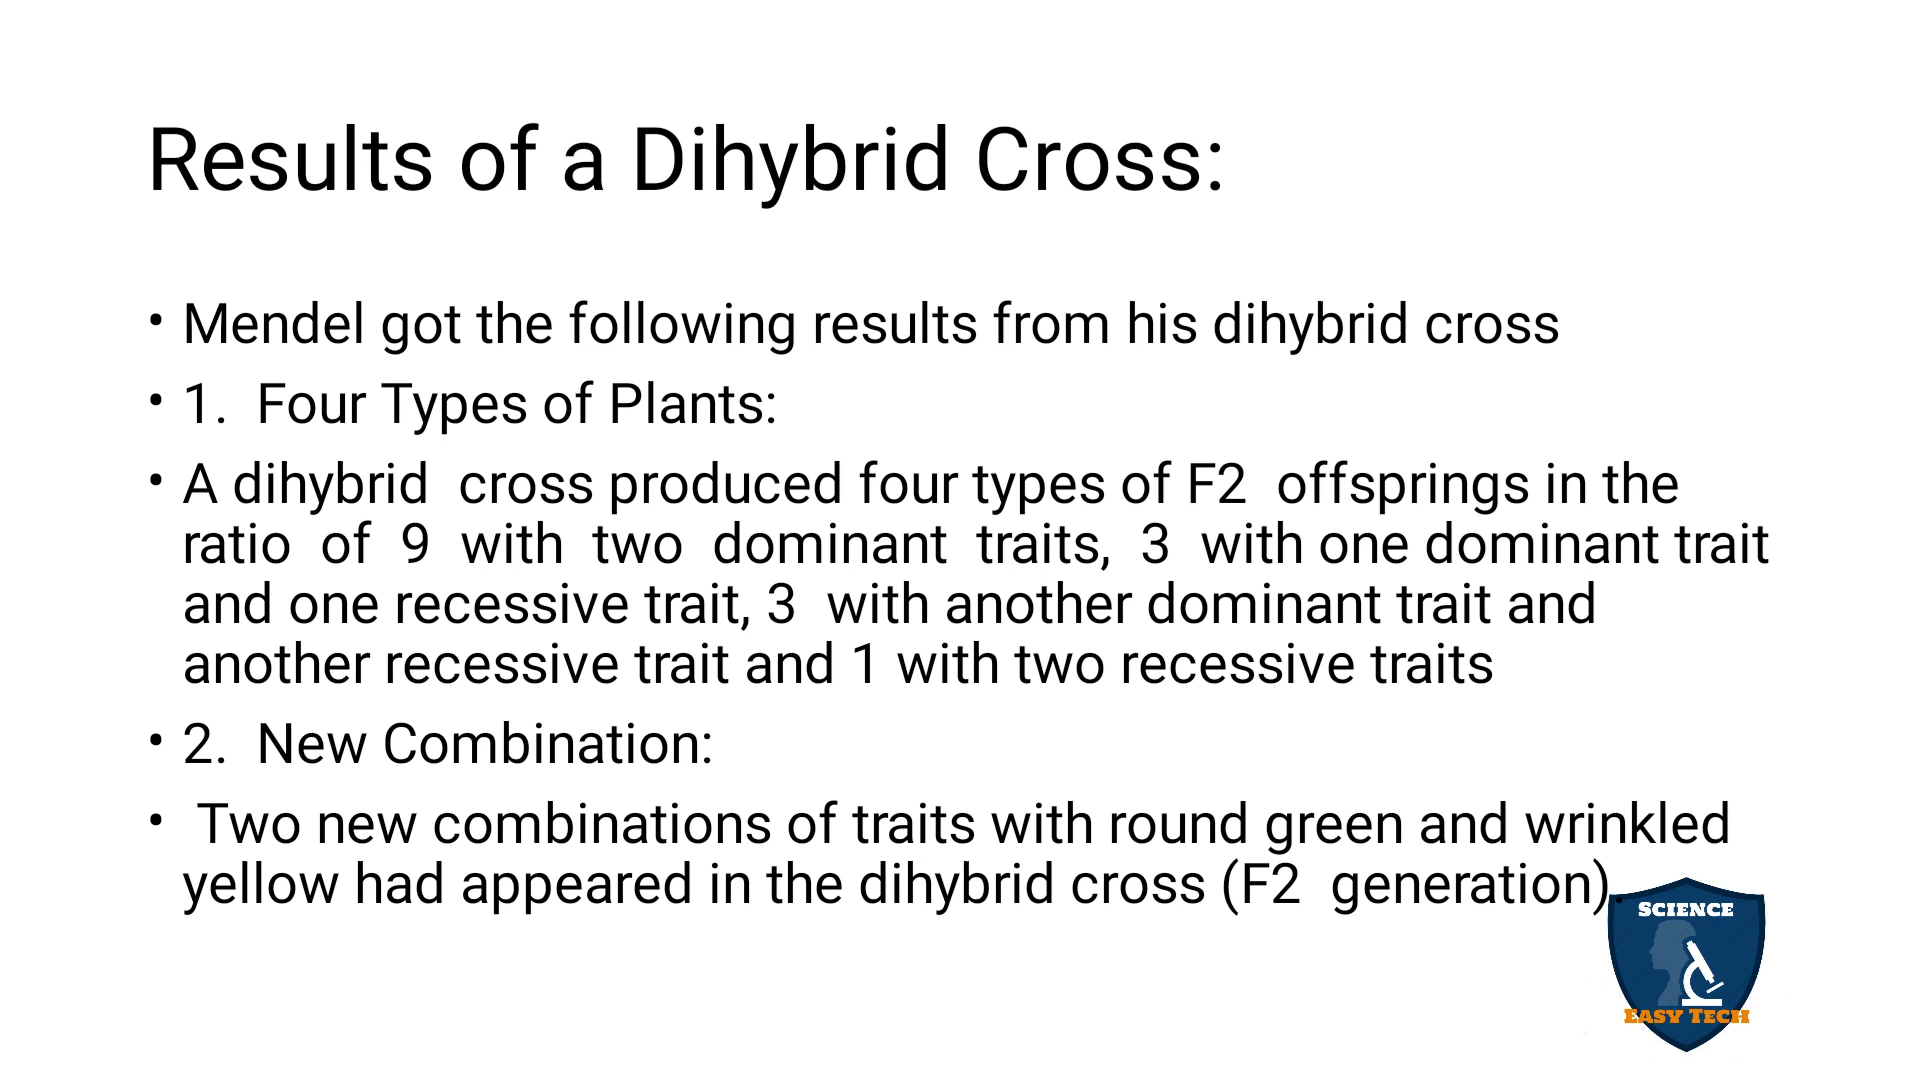 Results of a Dihybrid Cross:
• Mendel got the following results from his dihybrid cross
• 1.  Four Types of Plants:
• A dihybrid  cross produced four types of F2  offsprings in the
ratio  of  9  with  two  dominant  traits,  3  with one dominant trait
and one recessive trait, 3  with another dominant trait and
another recessive trait and 1 with two recessive traits
• 2.  New Combination:
•  Two new combinations of traits with round green and wrinkled
yellow had appeared in the dihybrid cross (F2  generation).
SCIENCE
EASY TECH